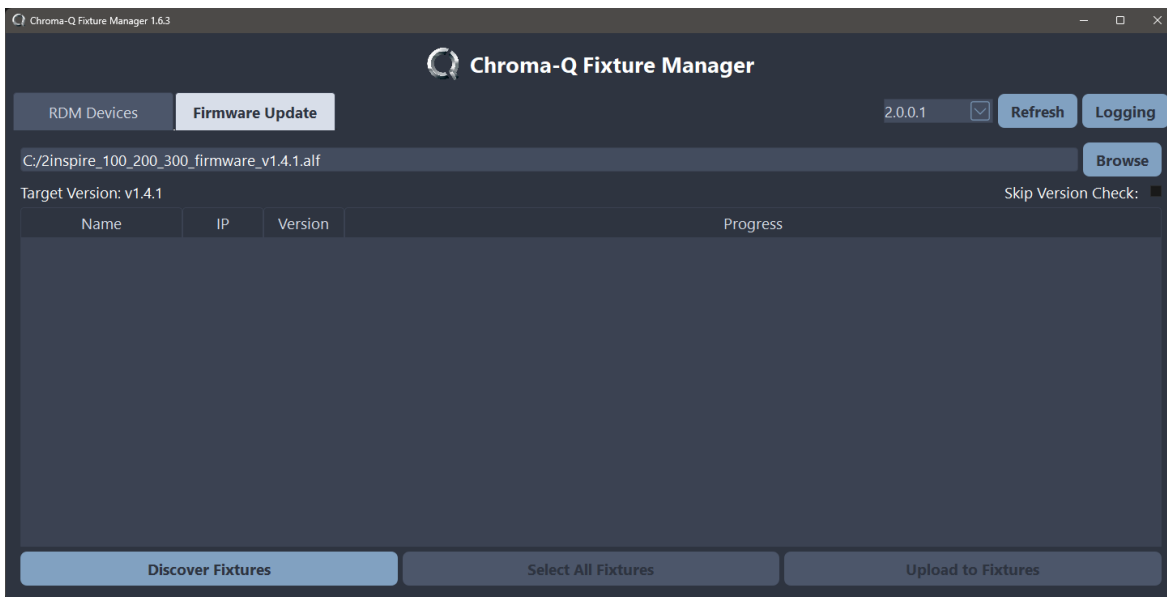 Chroma-Q Fixture Manager 1.6.3
Chroma-Q Fixture Manager
RDM Devices Firmware Update 2.0.0.1 Refresh Logging
C:/2inspire_100_200_300_firmware_v1.4.1.alf Browse
Target Version: v1.4.1 Skip Version Check:
Name IP Version Progress
Discover Fixtures Select All Fixtures Upload to Fixtures